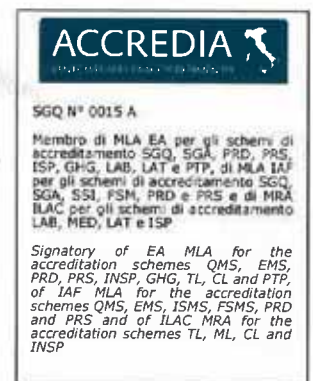 ACCREDIA
SGQ N° 0015 A
Membro di MLA EA per gli schemi di
accreditamento SGQ, SGA, PRD, PRS,
ISP, GHG, LAB, LAT e PTP, di MLA IAF
per gli schemi di accreditamento SGQ,
SGA, SSI, FSM, PRD e PRS e di MRA
ILAC per gli schemi di accreditamento
LAB, MED, LAT e ISP
Signatory of EA MLA for the
accreditation schemes QMS, EMS,
PRD, PRS, INSP, GHG, TL, CL and PTP,
of IAF MLA for the accreditation
schemes QMS, EMS, ISMS, FSMS, PRD
and PRS and of ILAC MRA for the
accreditation schemes TL, ML, CL and
INSP